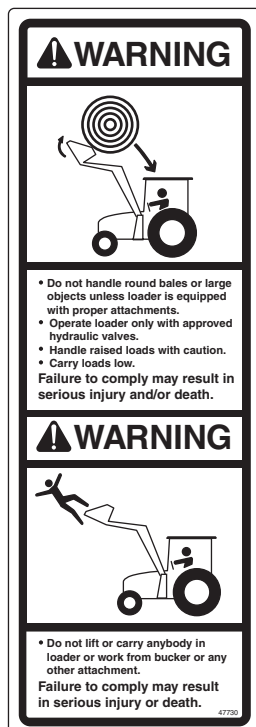 WARNING
• Do not handle round bales or large
objects unless loader is equipped
with proper attachments.
• Operate loader only with approved
hydraulic valves.
• Handle raised loads with caution.
• Carry loads low.
Failure to comply may result in
serious injury and/or death.
WARNING
• Do not lift or carry anybody in
loader or work from bucker or any
other attachment.
Failure to comply may result
in serious injury or death.
47730